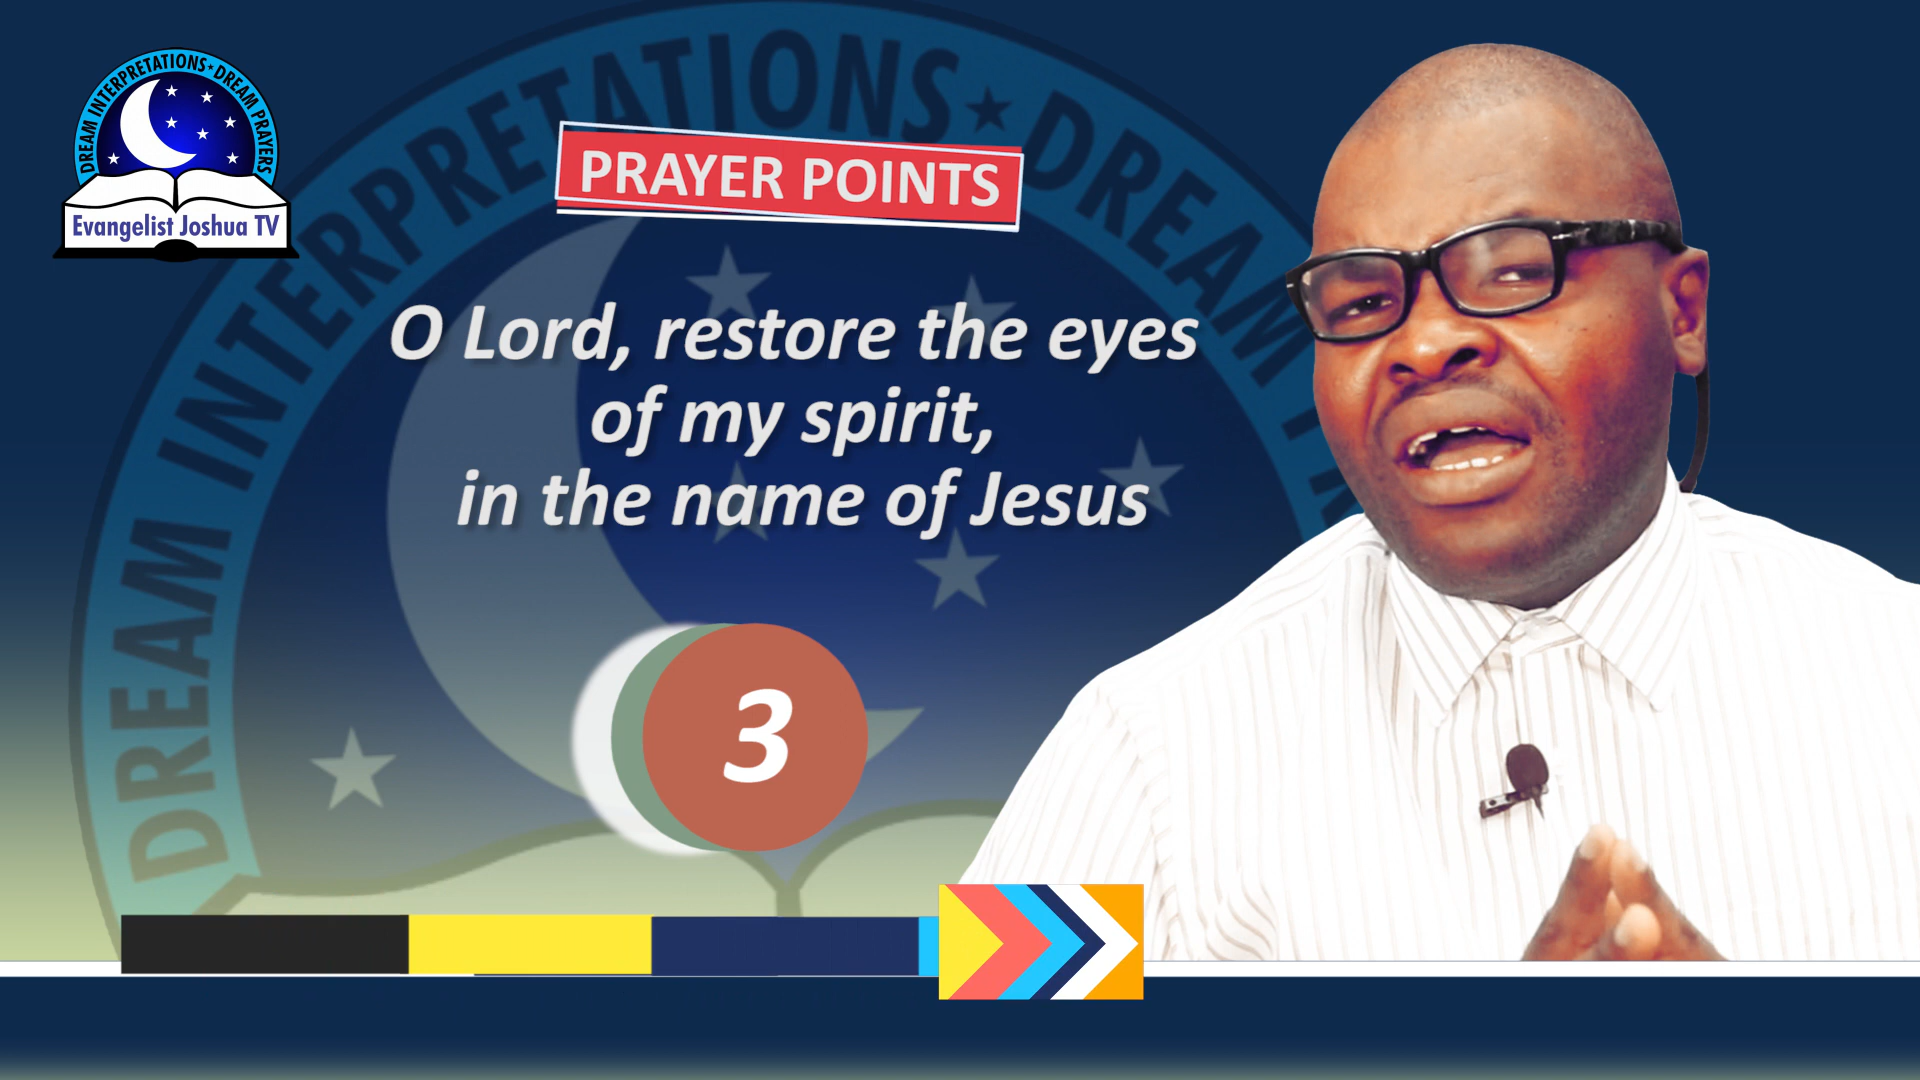 DREAM INTERPRETATIONS★DREAM PRAYERS
Evangelist Joshua TV
DREAM INTERPRETATIONS★DREAM
PRAYER POINTS
O Lord, restore the eyes
of my spirit,
in the name of Jesus
3